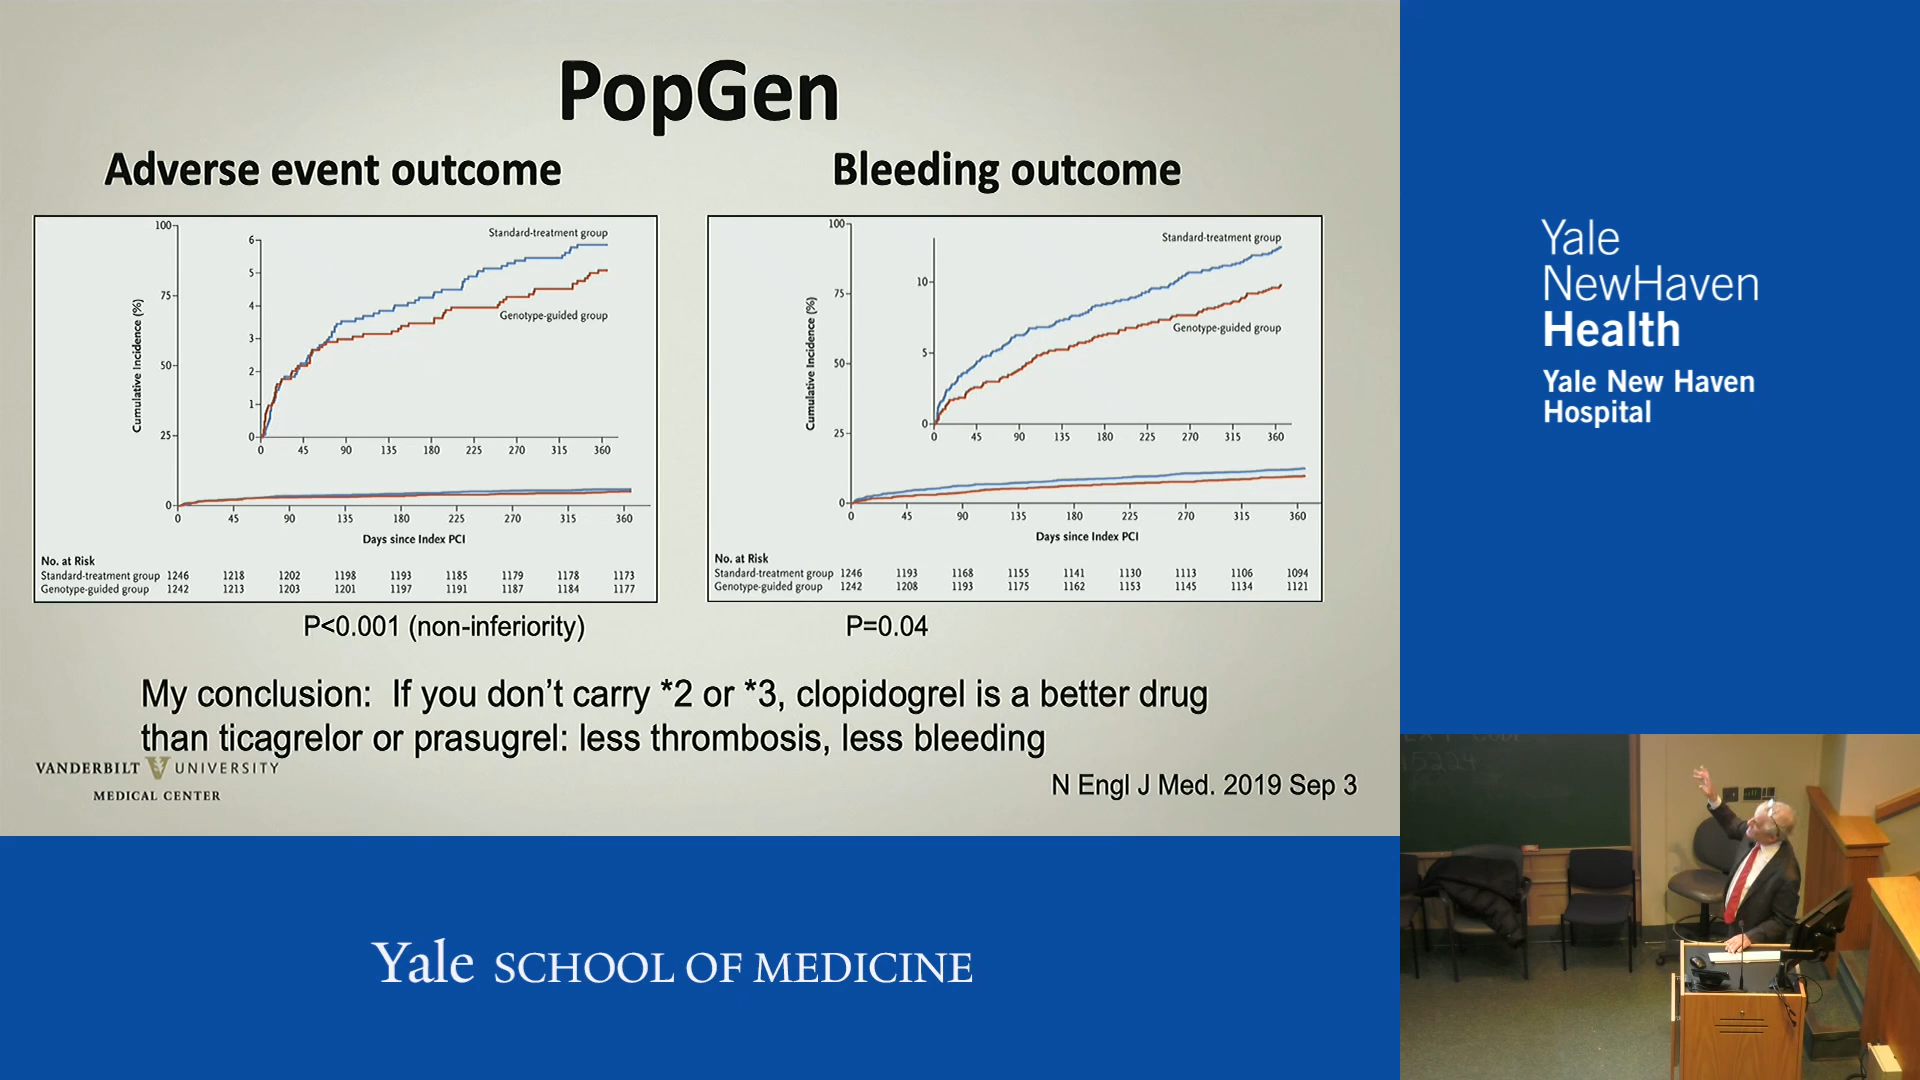 PopGen
Adverse event outcome
Bleeding outcome
100
75
50
25
0
Cumulative Incidence (%)
6
5
4
3
2
1
0
Standard-treatment group
Genotype-guided group
0 45 90 135 180 225 270 315 360
0 45 90 135 180 225 270 315 360
Days since Index PCI
No. at Risk
Standard-treatment group 1246 1218 1202 1198 1193 1185 1179 1178 1173
Genotype-guided group 1242 1213 1203 1201 1197 1191 1187 1184 1177
100
75
50
25
0
Cumulative Incidence (%)
10
5
0
Standard-treatment group
Genotype-guided group
0 45 90 135 180 225 270 315 360
0 45 90 135 180 225 270 315 360
Days since Index PCI
No. at Risk
Standard-treatment group 1246 1193 1168 1155 1141 1130 1113 1106 1094
Genotype-guided group 1242 1208 1193 1175 1162 1153 1145 1134 1121
P<0.001 (non-inferiority)
P=0.04
My conclusion: If you don't carry *2 or *3, clopidogrel is a better drug
than ticagrelor or prasugrel: less thrombosis, less bleeding
VANDERBILT V UNIVERSITY
MEDICAL CENTER
N Engl J Med. 2019 Sep 3
Yale
NewHaven
Health
Yale New Haven
Hospital
Yale SCHOOL OF MEDICINE